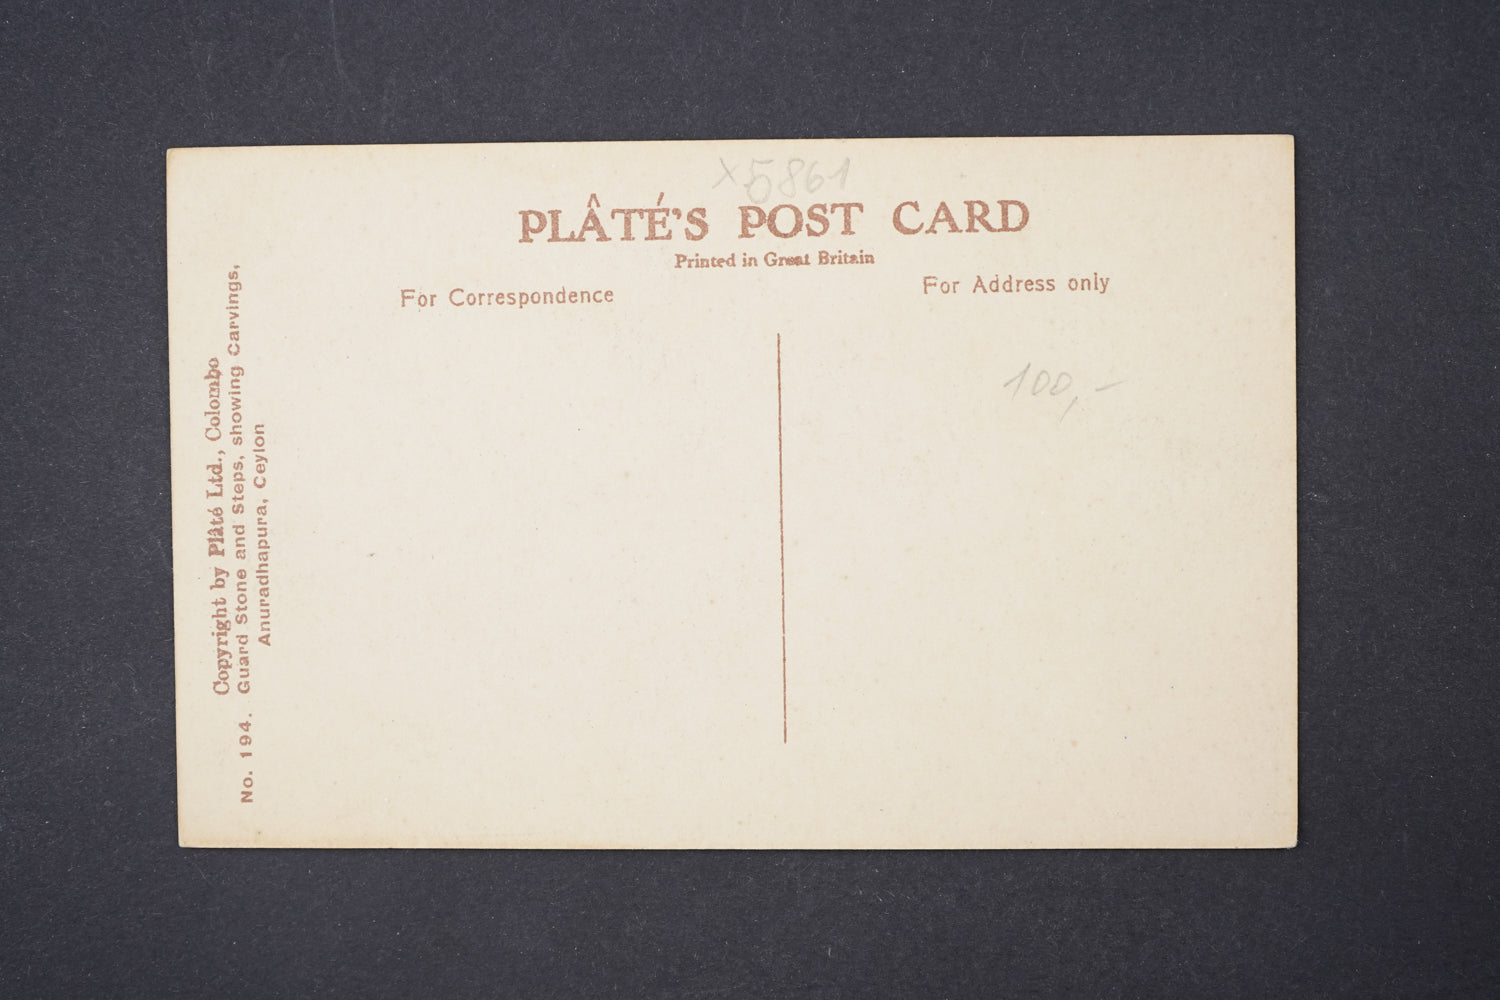 x5861
PLÂTÉ'S POST CARD
Printed in Great Britain
For Correspondence
For Address only
100,-
Copyright by Plâté Ltd., Colombo
No. 194. Guard Stone and Steps, showing Carvings,
Anuradhapura, Ceylon